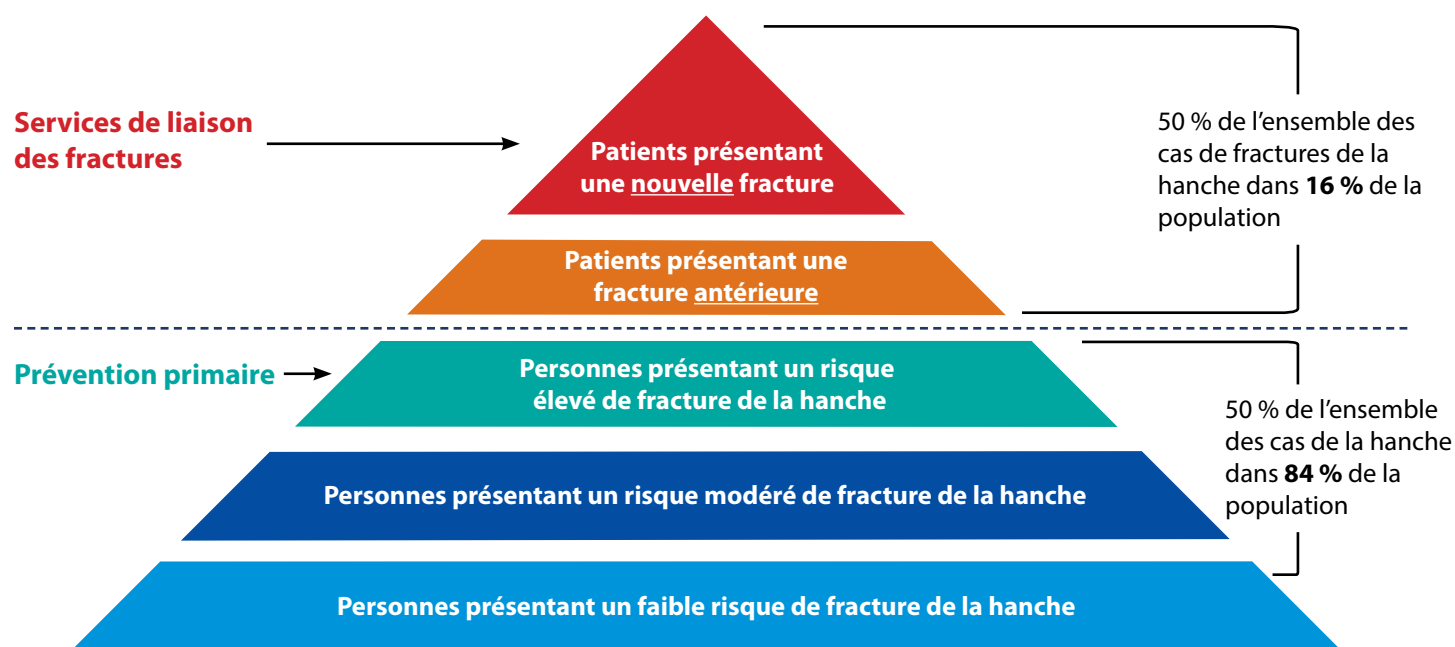 Services de liaison
des fractures
Patients présentant
une nouvelle fracture
50 % de l’ensemble des
cas de fractures de la
hanche dans 16 % de la
population
Patients présentant une
fracture antérieure
Prévention primaire
Personnes présentant un risque
élevé de fracture de la hanche
50 % de l’ensemble
des cas de la hanche
dans 84 % de la
population
Personnes présentant un risque modéré de fracture de la hanche
Personnes présentant un faible risque de fracture de la hanche